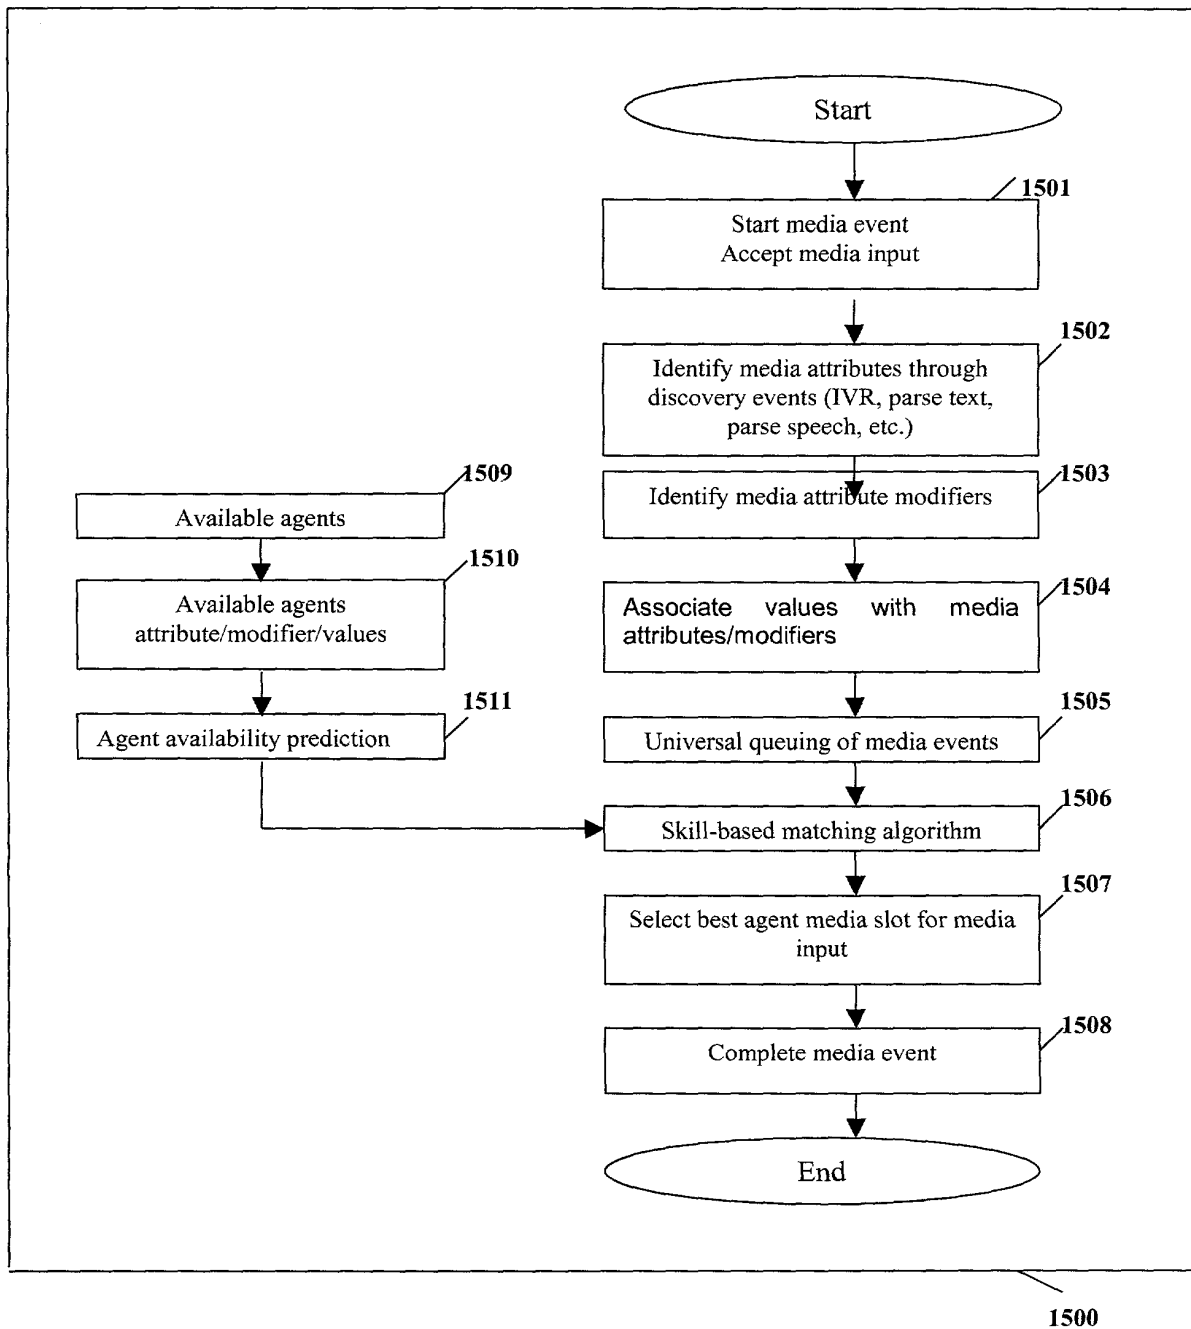 Start
1501
Start media event
Accept media input
1502
Identify media attributes through
discovery events (IVR, parse text,
parse speech, etc.)
1503
Identify media attribute modifiers
1509
Available agents
1510
Available agents
attribute/modifier/values
1504
Associate values with media
attributes/modifiers
1511
Agent availability prediction
1505
Universal queuing of media events
1506
Skill-based matching algorithm
1507
Select best agent media slot for media
input
1508
Complete media event
End
1500